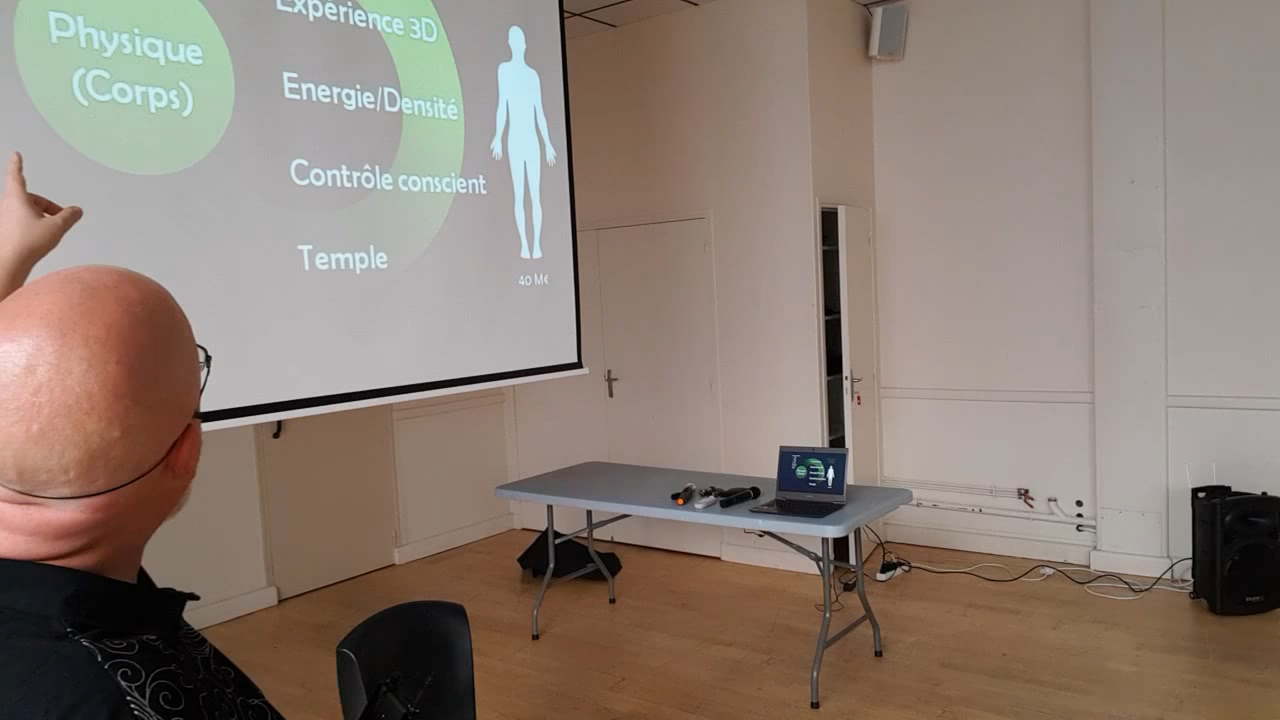 Physique
(Corps)
Expérience 3D
Energie/Densité
Contrôle conscient
Temple
40 M€